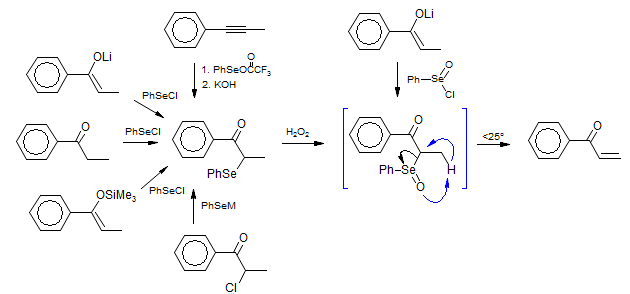 OLi
PhSeCl
O
PhSeCl
OSiMe3
PhSeCl
O
1. PhSeOCCF3
2. KOH
O
PhSe
PhSeM
O
Cl
H2O2
OLi
O
Ph-Se
Cl
O
H
Ph-Se
O
<25°
O